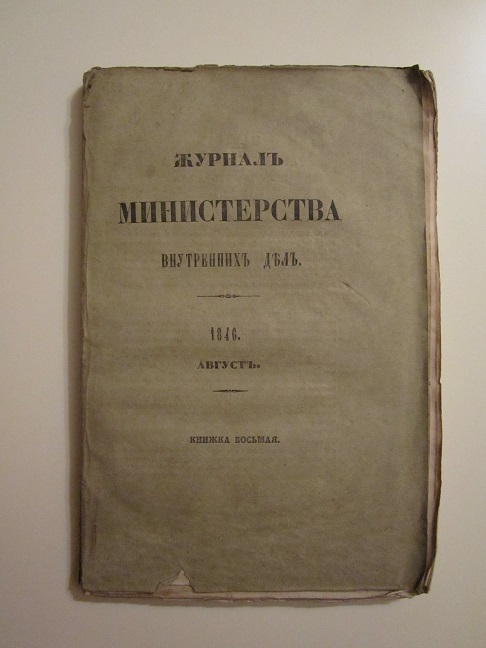 ЖУРНАЛЪ
МИНИСТЕРСТВА
ВНУТРЕННИХЪ ДѢЛЪ.
1846.
АВГУСТЪ.
КНИЖКА ВОСЬМАЯ.